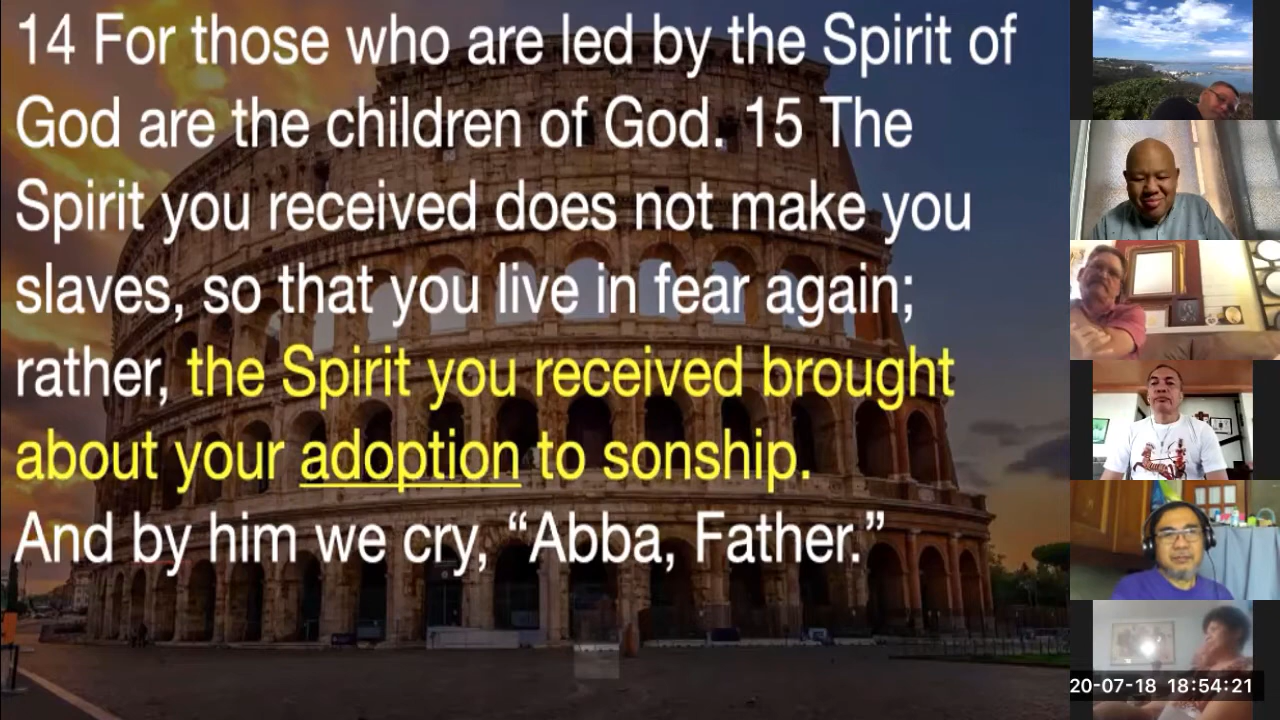 14 For those who are led by the Spirit of
God are the children of God. 15 The
Spirit you received does not make you
slaves, so that you live in fear again;
rather, the Spirit you received brought
about your adoption to sonship.
And by him we cry, “Abba, Father.”
20-07-18 18:54:21